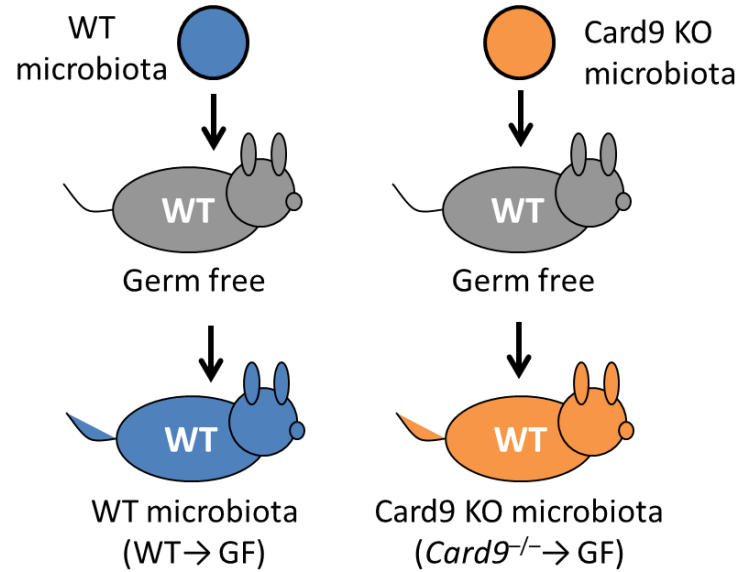 WT
microbiota
Card9 KO
microbiota
WT
WT
Germ free
Germ free
WT
WT
WT microbiota
(WT→ GF)
Card9 KO microbiota
(Card9⁻/⁻→ GF)